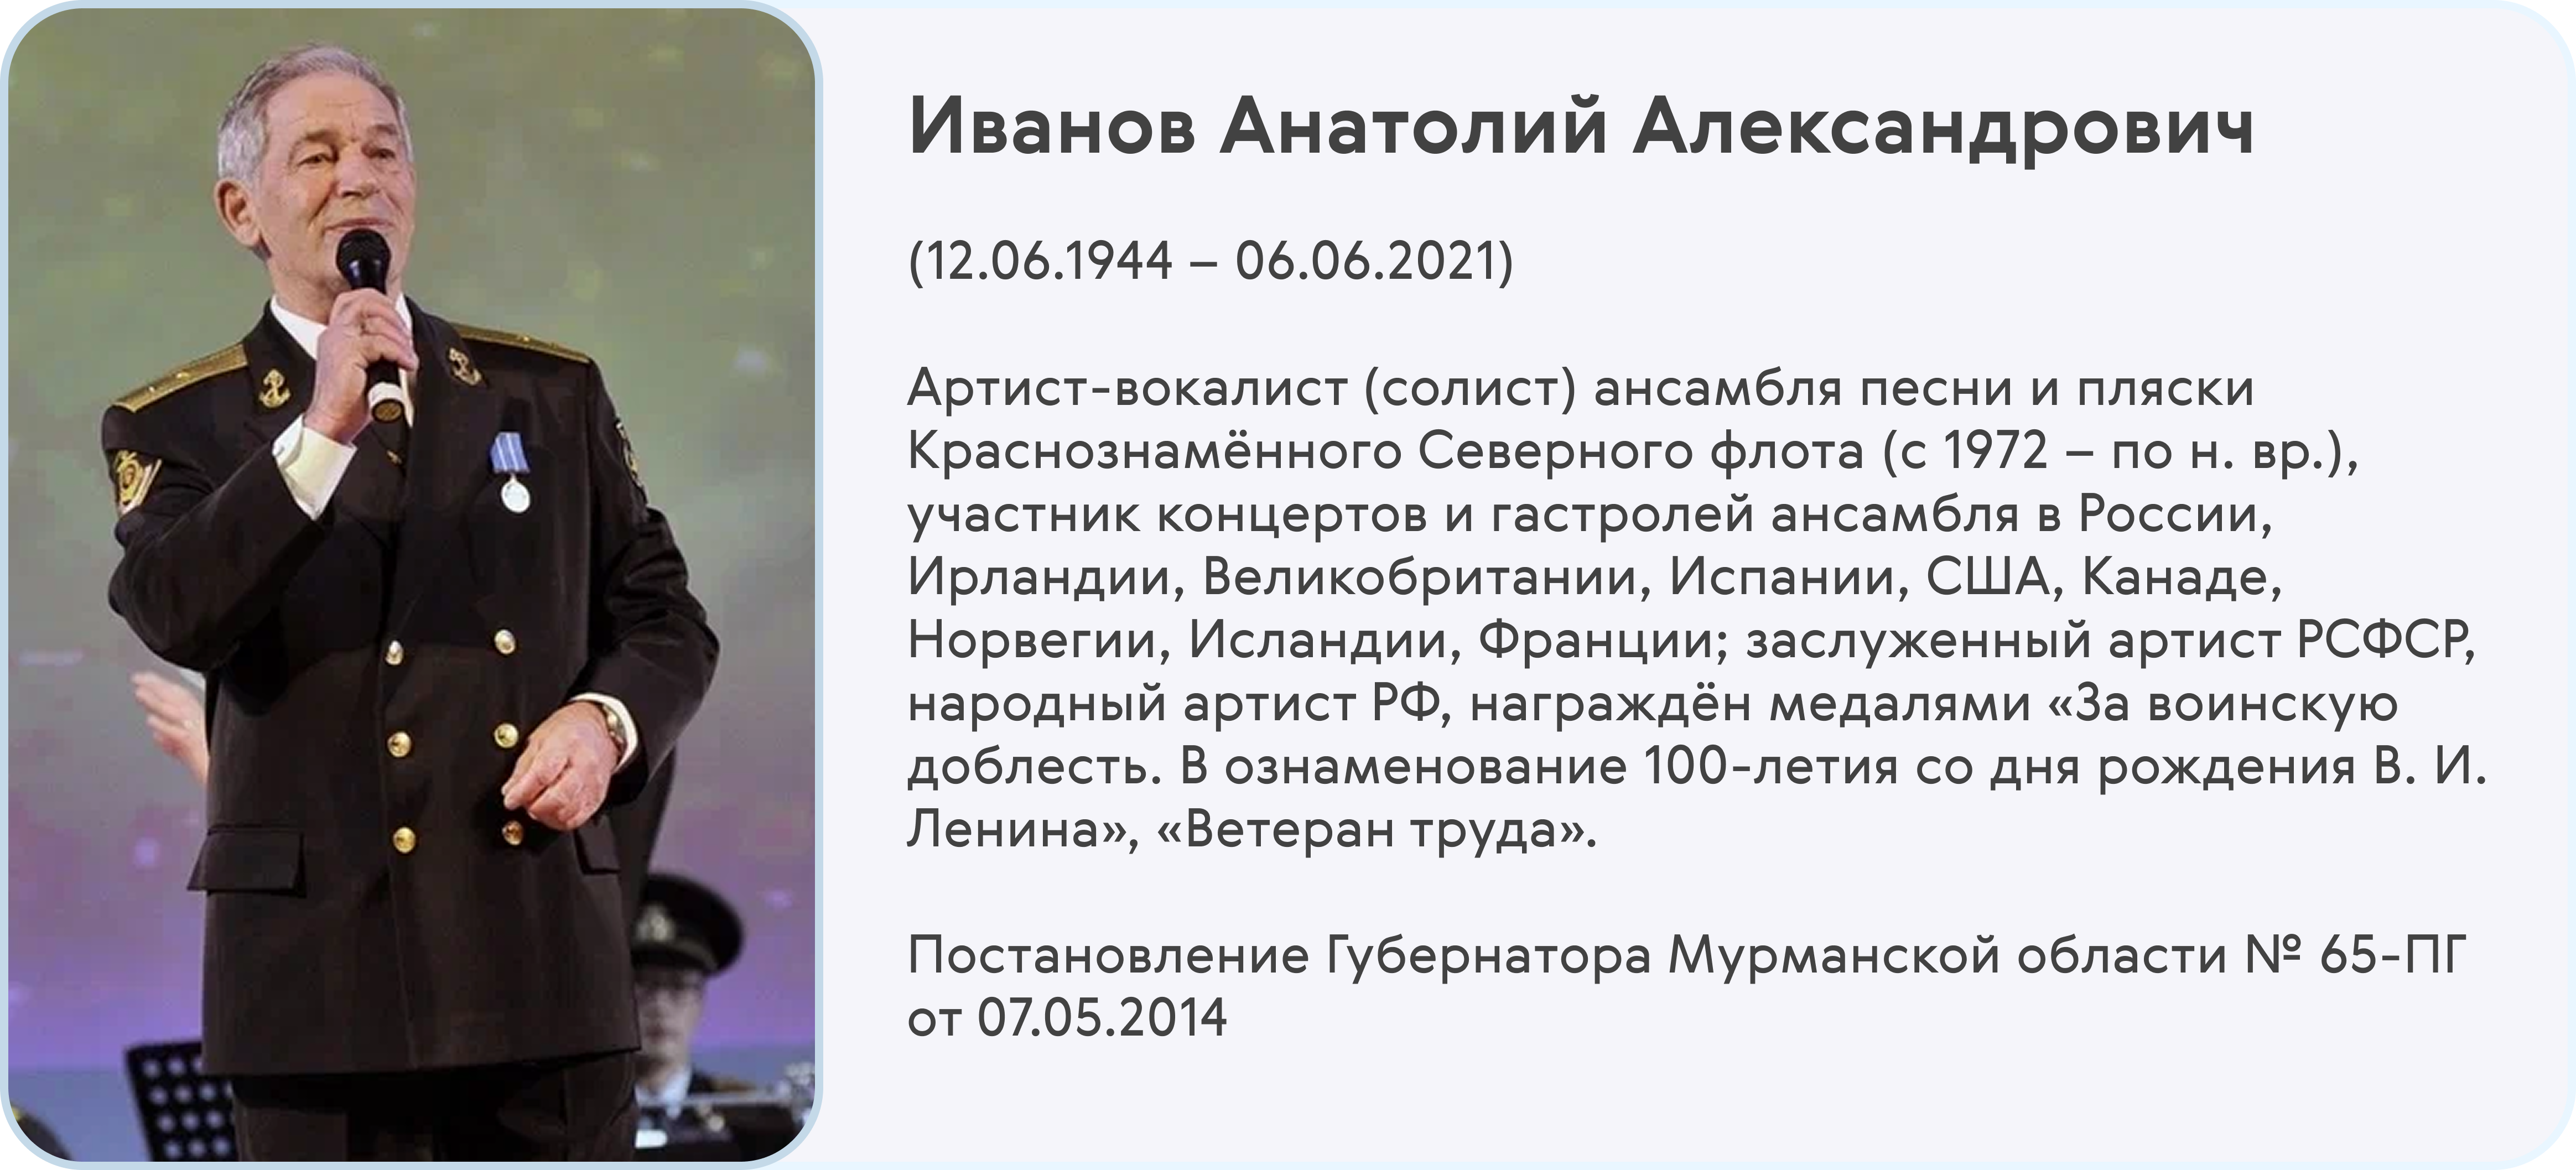 Иванов Анатолий Александрович
(12.06.1944 – 06.06.2021)
Артист-вокалист (солист) ансамбля песни и пляски
Краснознамённого Северного флота (с 1972 – по н. вр.),
участник концертов и гастролей ансамбля в России,
Ирландии, Великобритании, Испании, США, Канаде,
Норвегии, Исландии, Франции; заслуженный артист РСФСР,
народный артист РФ, награждён медалями «За воинскую
доблесть. В ознаменование 100-летия со дня рождения В. И.
Ленина», «Ветеран труда».
Постановление Губернатора Мурманской области № 65-ПГ
от 07.05.2014